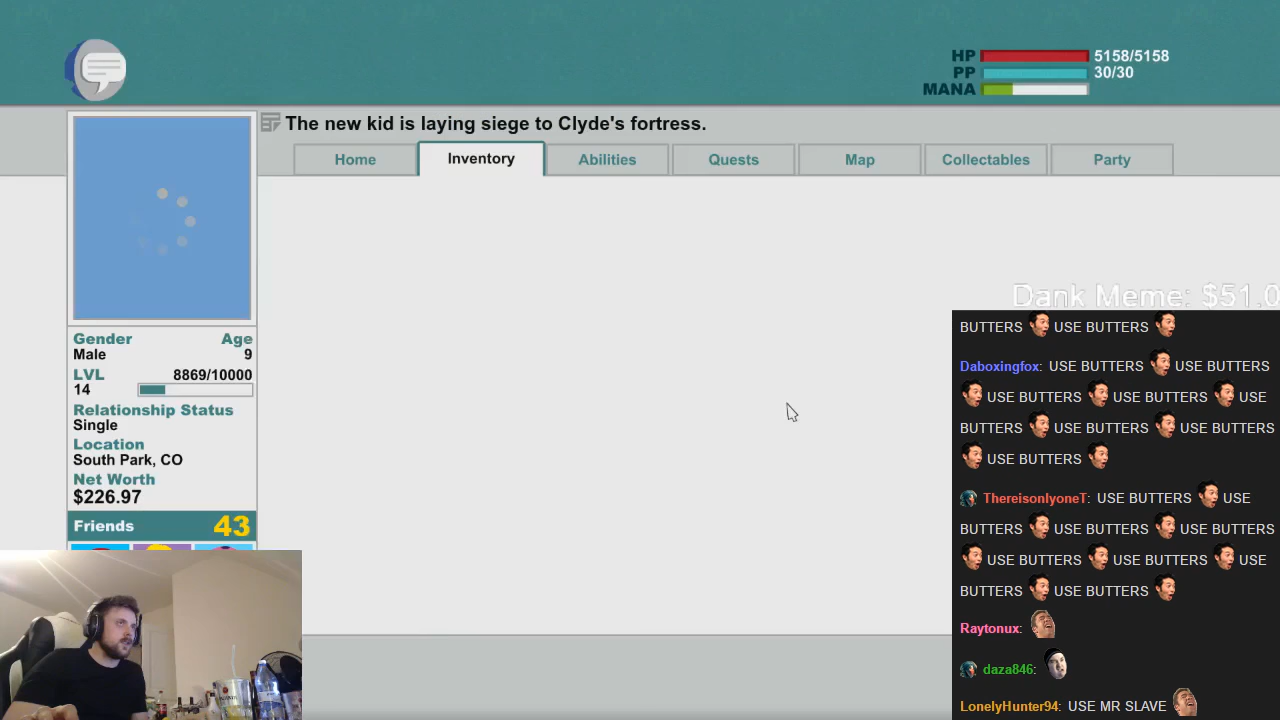 HP 5158/5158
PP 30/30
MANA
The new kid is laying siege to Clyde's fortress.
Home Inventory Abilities Quests Map Collectables Party
Gender Age
Male 9
LVL 8869/10000
14
Relationship Status
Single
Location
South Park, CO
Net Worth
$226.97
Friends 43
Dank Meme: $51.0
BUTTERS USE BUTTERS
Daboxingfox: USE BUTTERS USE BUTTERS
USE BUTTERS USE BUTTERS USE
BUTTERS USE BUTTERS USE BUTTERS
USE BUTTERS
ThereisonlyoneT: USE BUTTERS USE
BUTTERS USE BUTTERS USE BUTTERS
USE BUTTERS USE BUTTERS USE
BUTTERS USE BUTTERS
Raytonux:
daza846:
LonelyHunter94: USE MR SLAVE